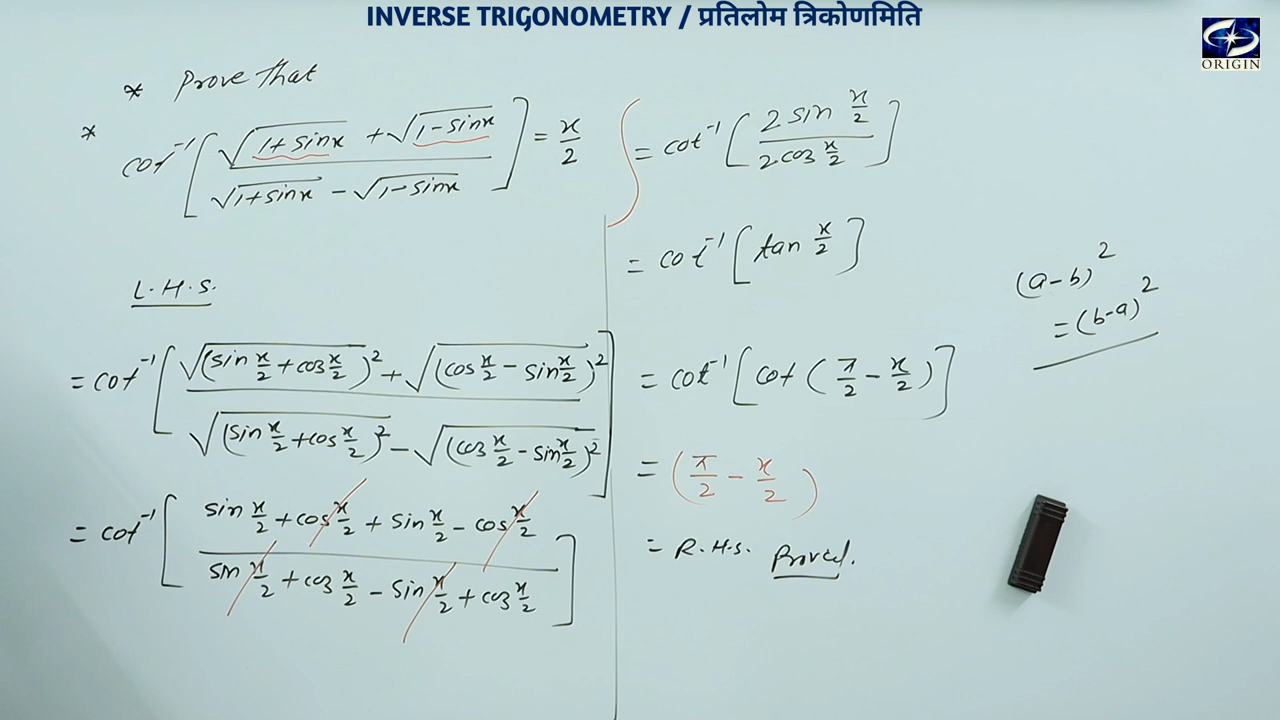 INVERSE TRIGONOMETRY / प्रतिलोम त्रिकोणमिति
ORIGIN
* Prove that
* cot⁻¹[(√(1+sinx) + √(1-sinx))/(√(1+sinx) - √(1-sinx))] = x/2
L.H.S.
= cot⁻¹[(√(sin x/2 + cos x/2)² + √(cos x/2 - sin x/2)²)/(√(sin x/2 + cos x/2)² - √(cos x/2 - sin x/2)²)]
= cot⁻¹[(sin x/2 + cos x/2 + sin x/2 - cos x/2)/(sin x/2 + cos x/2 - sin x/2 + cos x/2)]
= cot⁻¹[(2 sin x/2)/(2 cos x/2)]
= cot⁻¹[tan x/2]
= cot⁻¹[cot(π/2 - x/2)]
= (π/2 - x/2)
= R.H.S. Proved.
(a-b)²
= (b-a)²